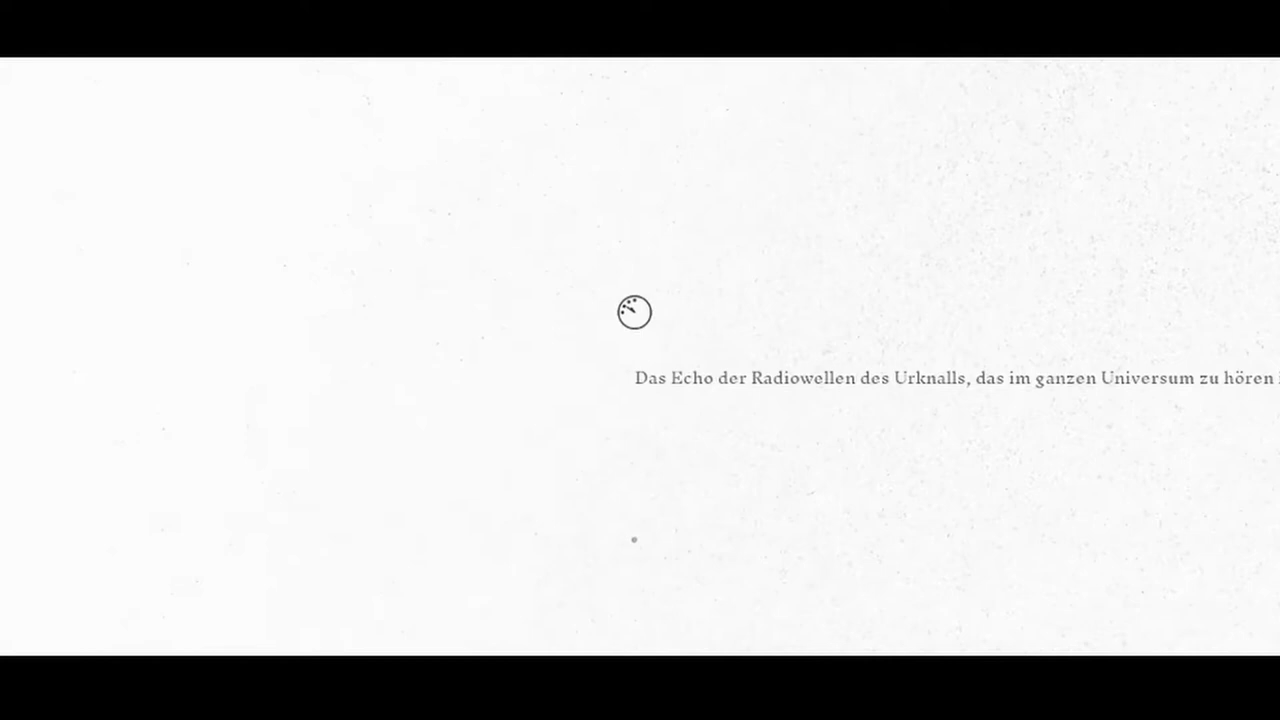 Das Echo der Radiowellen des Urknalls, das im ganzen Universum zu hören